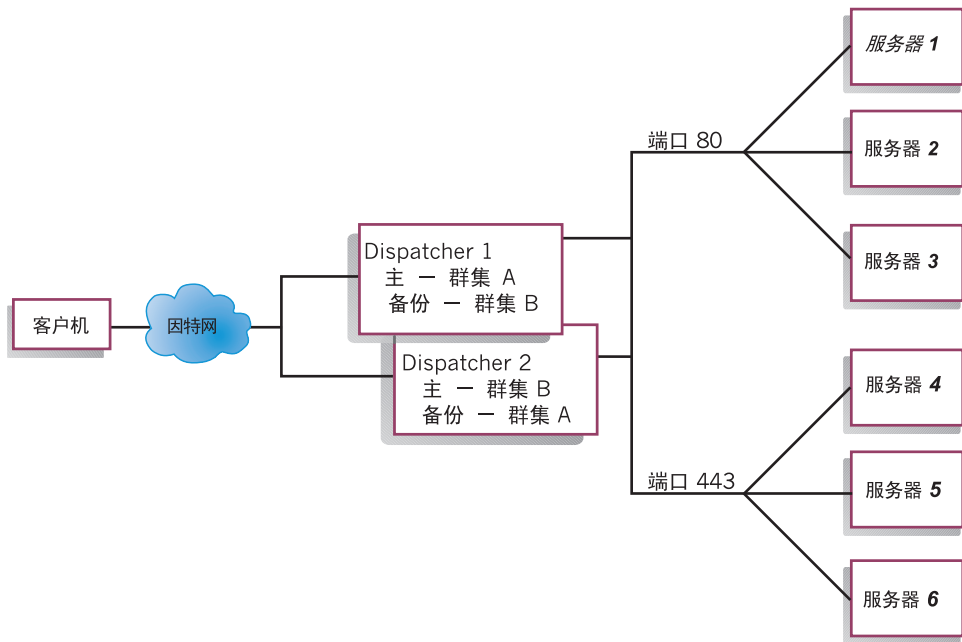 服务器 1
端口 80
服务器 2
服务器 3
Dispatcher 1
主 — 群集 A
备份 — 群集 B
客户机
因特网
Dispatcher 2
主 — 群集 B
备份 — 群集 A
服务器 4
端口 443
服务器 5
服务器 6